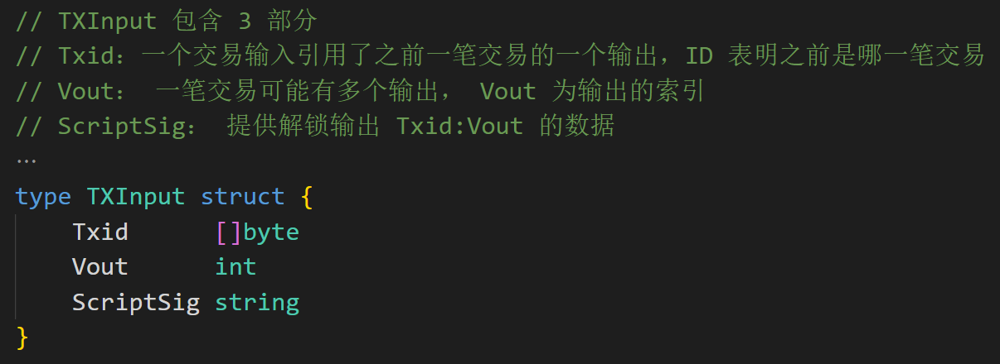 // TXInput 包含 3 部分
// Txid：一个交易输入引用了之前一笔交易的一个输出，ID 表明之前是哪一笔交易
// Vout： 一笔交易可能有多个输出， Vout 为输出的索引
// ScriptSig： 提供解锁输出 Txid:Vout 的数据
...
type TXInput struct {
    Txid      []byte
    Vout      int
    ScriptSig string
}